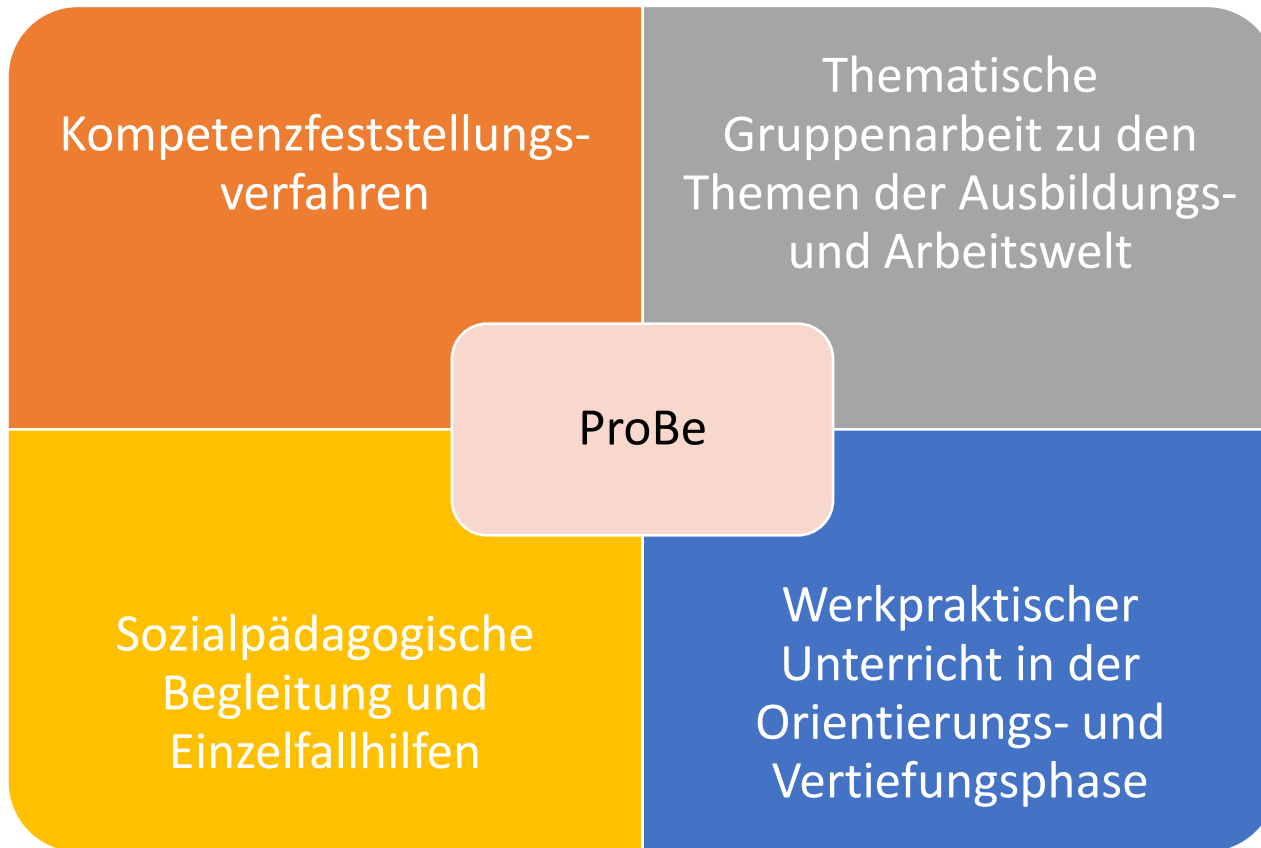 Kompetenzfeststellungs-
verfahren
Thematische
Gruppenarbeit zu den
Themen der Ausbildungs-
und Arbeitswelt
ProBe
Sozialpädagogische
Begleitung und
Einzelfallhilfen
Werkpraktischer
Unterricht in der
Orientierungs- und
Vertiefungsphase